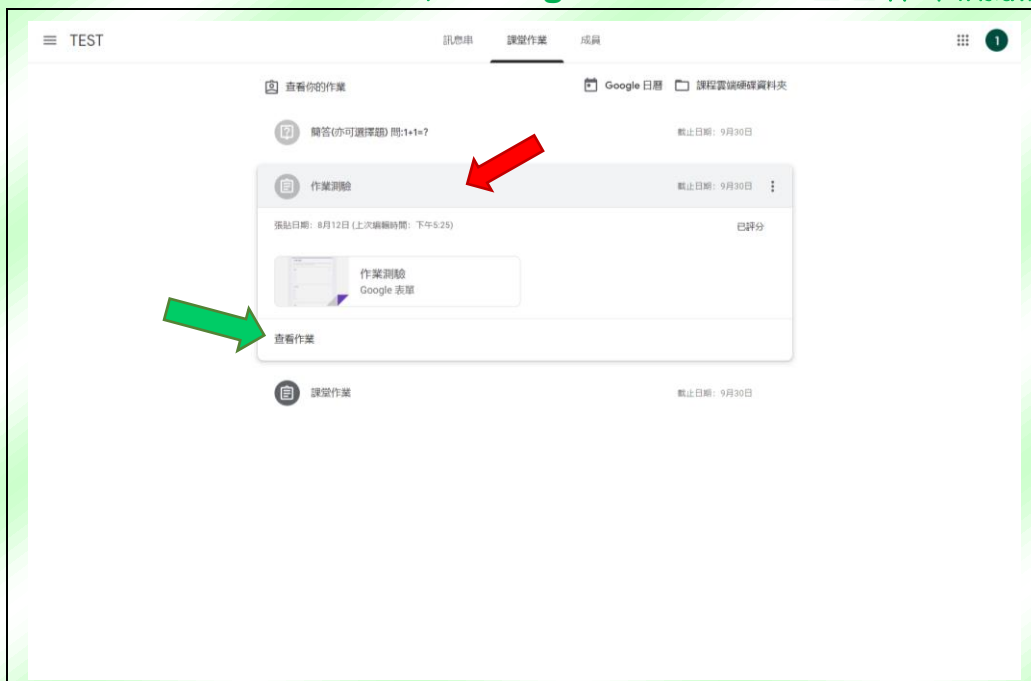 TEST
訊息串 課堂作業 成員
1
查看你的作業
Google 日曆 課程雲端硬碟資料夾
簡答(亦可選擇題) 問:1+1=?
截止日期：9月30日
作業測驗
截止日期：9月30日
張貼日期：8月12日 (上次編輯時間：下午5:25)
已評分
作業測驗
Google 表單
查看作業
課堂作業
截止日期：9月30日